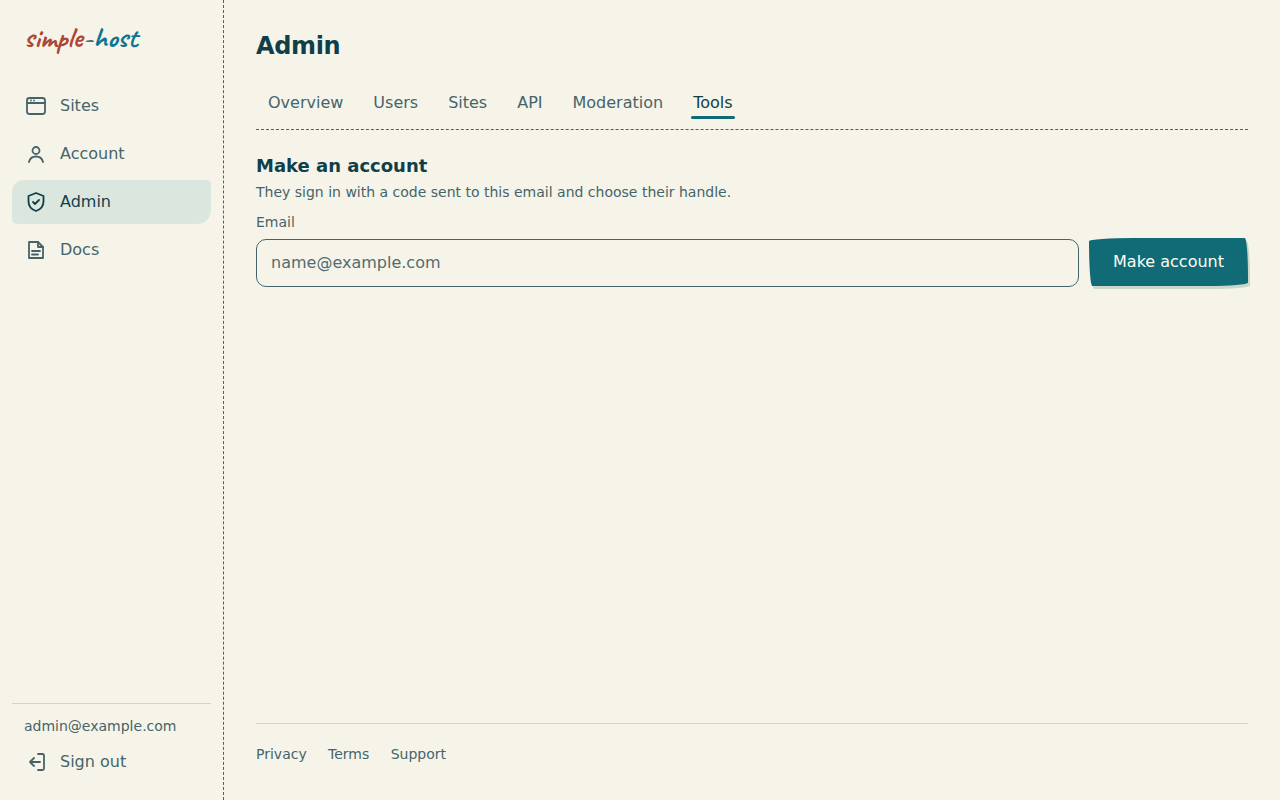 simple-host
Sites
Account
Admin
Docs
admin@example.com
Sign out
Admin
Overview Users Sites API Moderation Tools
Make an account
They sign in with a code sent to this email and choose their handle.
Email
name@example.com
Make account
Privacy Terms Support